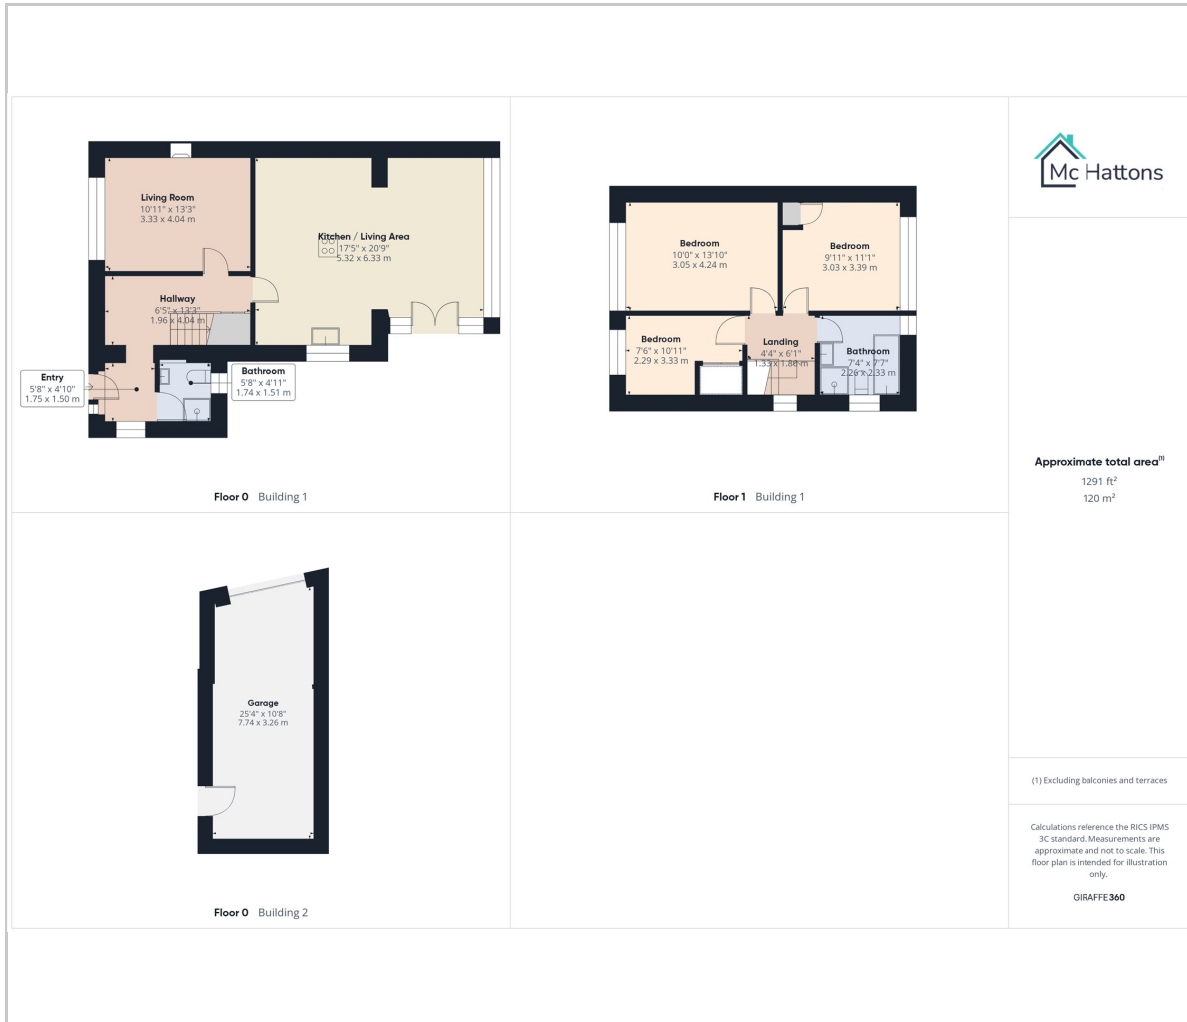 Living Room
10'11" x 13'3"
3.33 x 4.04 m
Kitchen / Living Area
17'5" x 20'9"
5.32 x 6.33 m
Hallway
6'5" x 13'3"
1.96 x 4.04 m
Entry
5'8" x 4'10"
1.75 x 1.50 m
Bathroom
5'8" x 4'11"
1.74 x 1.51 m
Floor 0 Building 1
Bedroom
10'0" x 13'10"
3.05 x 4.24 m
Bedroom
9'11" x 11'1"
3.03 x 3.39 m
Bedroom
7'6" x 10'11"
2.29 x 3.33 m
Landing
4'4" x 6'1"
1.33 x 1.86 m
Bathroom
7'4" x 7'7"
2.26 x 2.33 m
Floor 1 Building 1
Garage
25'4" x 10'8"
7.74 x 3.26 m
Floor 0 Building 2
Mc Hattons
Approximate total area(1)
1291 ft²
120 m²
(1) Excluding balconies and terraces
Calculations reference the RICS IPMS
3C standard. Measurements are
approximate and not to scale. This
floor plan is intended for illustration
only.
GIRAFFE360